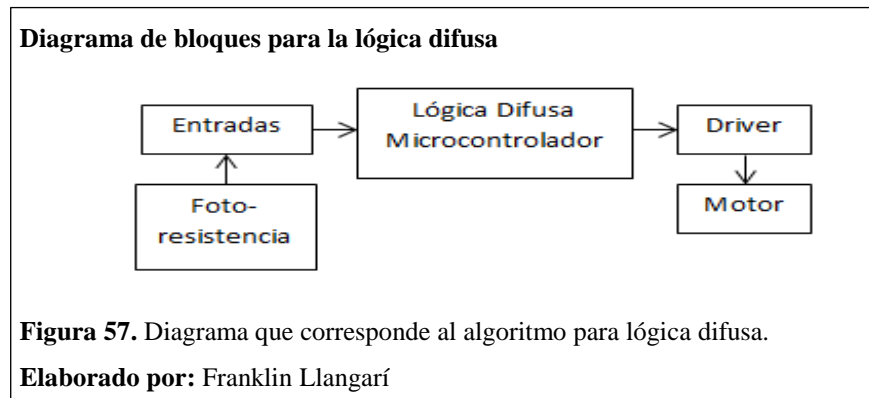 Diagrama de bloques para la lógica difusa
Entradas
Lógica Difusa
Microcontrolador
Driver
Foto-
resistencia
Motor
Figura 57. Diagrama que corresponde al algoritmo para lógica difusa.
Elaborado por: Franklin Llangarí